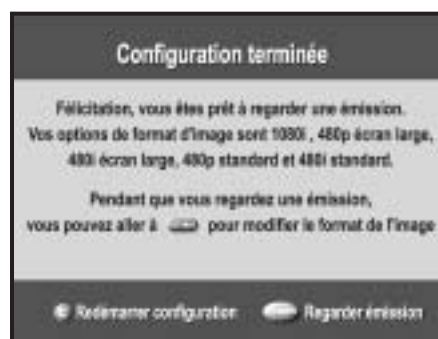 Configuration terminée
Félicitation, vous êtes prêt à regarder une émission.
Vos options de format d'image sont 1080i , 480p écran large,
480i écran large, 480p standard et 480i standard.
Pendant que vous regardez une émission,
vous pouvez aller à pour modifier le format de l'image
Redémarrer configuration Regarder émission